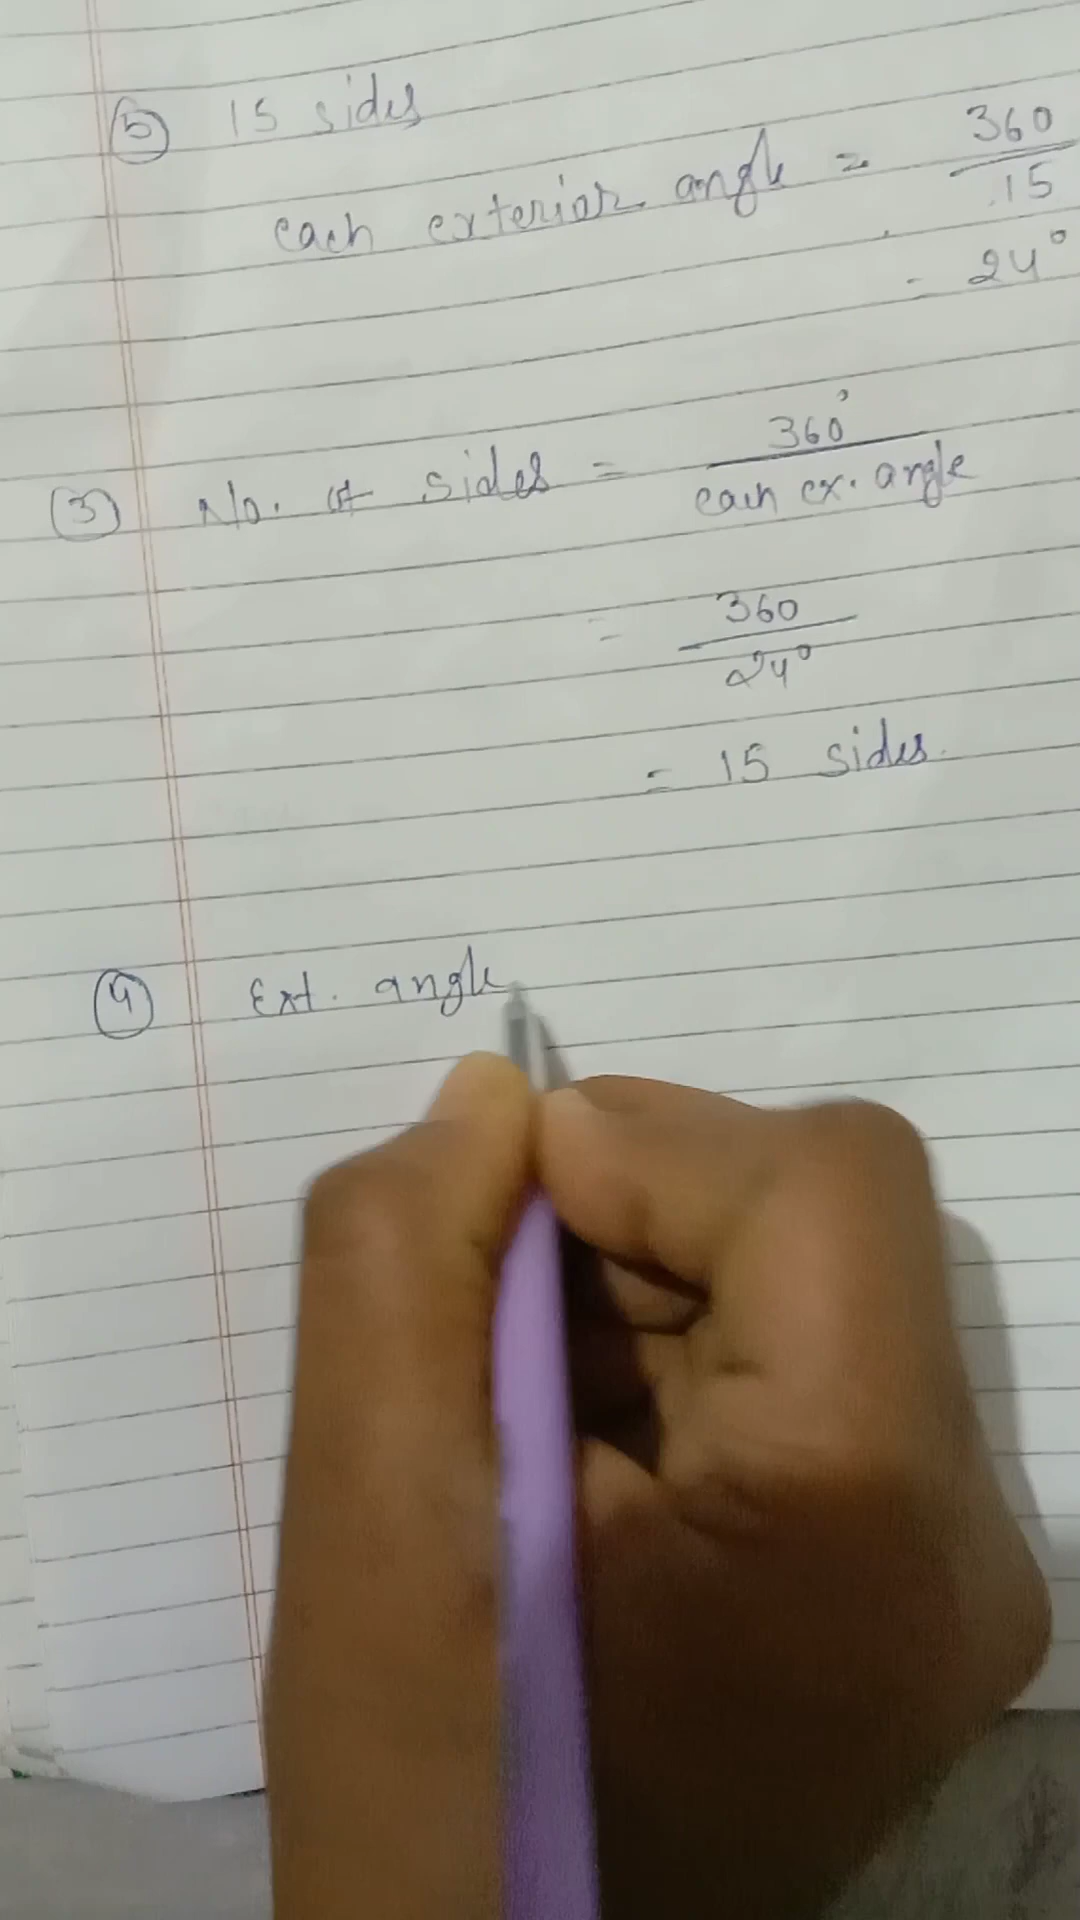 5 15 sides
each exterior angle = 360/15
= 24°
3 No. of sides = 360°/each ex. angle
= 360/24°
= 15 sides.
4 Ext. angle